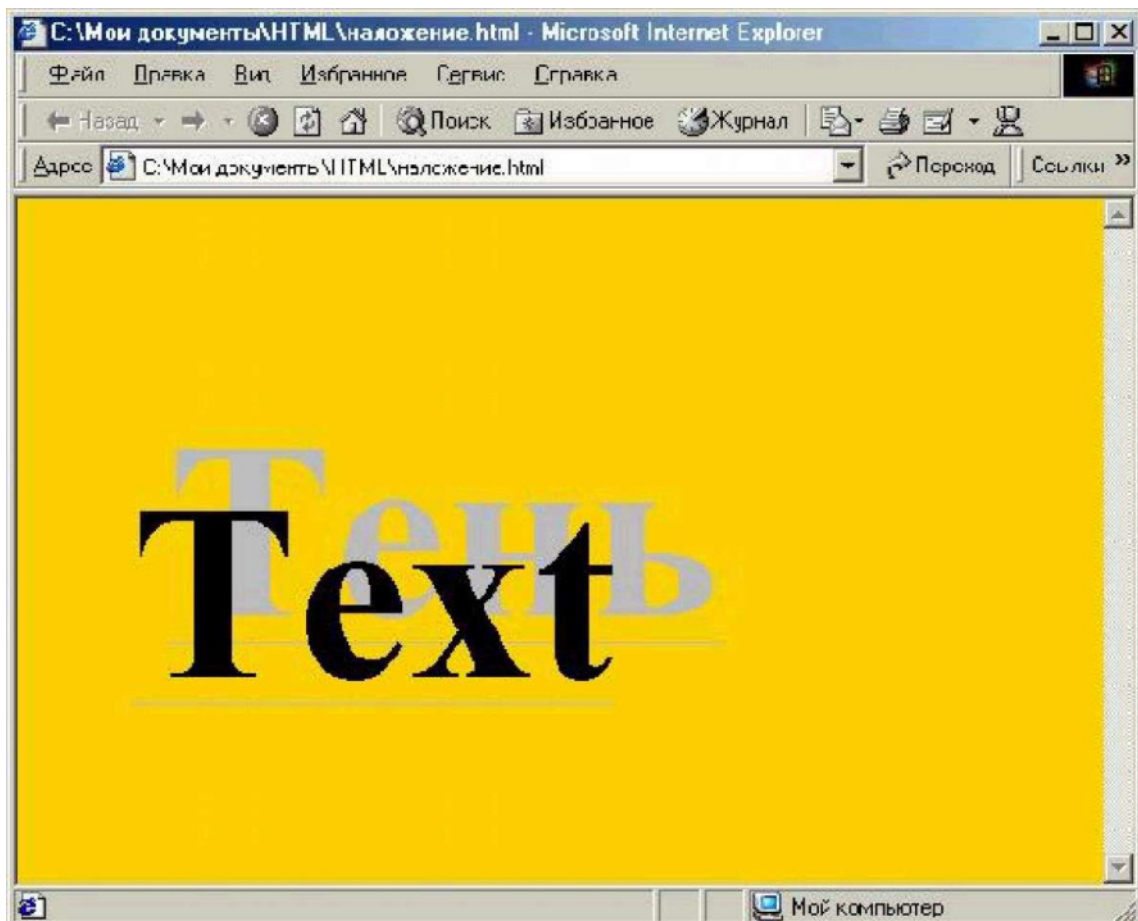 C:\Мои документы\HTML\наложение.html - Microsoft Internet Explorer
Файл Правка Вид Избранное Сервис Справка
Назад Поиск Избранное Журнал
Адрес C:\Мои документы\HTML\наложение.html Переход Ссылки »
Тень
Text
Мой компьютер